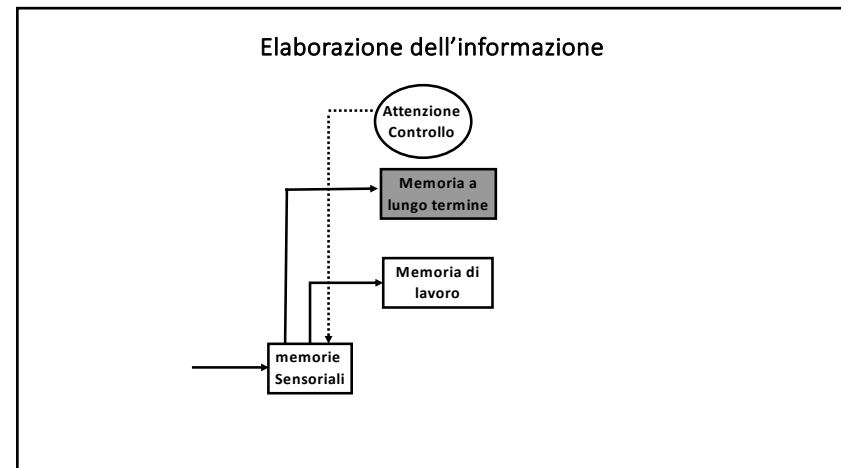 Elaborazione dell’informazione
Attenzione
Controllo
Memoria a
lungo termine
Memoria di
lavoro
memorie
Sensoriali